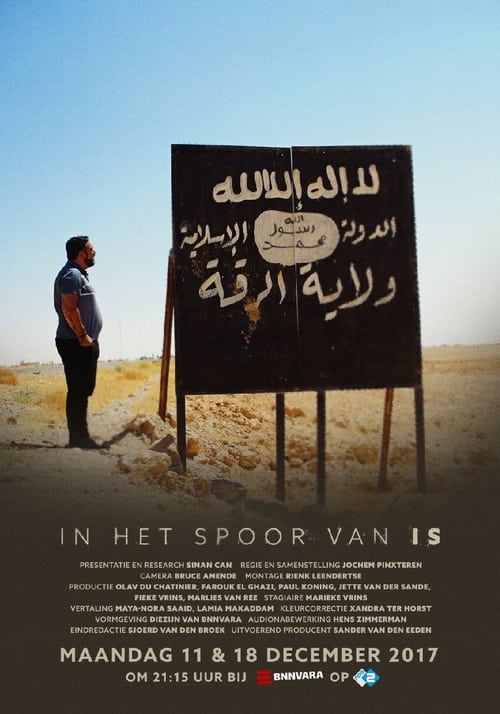 لا إله إلا الله
الدولة الإسلامية
الله
رسول
محمد
ولاية الرقة
IN HET SPOOR VAN IS
PRESENTATIE EN RESEARCH SINAN CAN REGIE EN SAMENSTELLING JOCHEM PINXTEREN
CAMERA BRUCE AMENDE MONTAGE RIENK LEENDERTSE
PRODUCTIE OLAV DU CHATINIER, FAROUK EL GHAZI, PAUL KONING, JETTE VAN DER SANDE,
FIEKE VRINS, MARLIES VAN REE STAGIAIRE MARIEKE VRINS
VERTALING MAYA-NORA SAAID, LAMIA MAKADDAM KLEURCORRECTIE XANDRA TER HORST
VORMGEVING DIEZIJN VAN BNNVARA AUDIONABEWERKING HENS ZIMMERMAN
EINDREDACTIE SJOERD VAN DEN BROEK UITVOEREND PRODUCENT SANDER VAN DEN EEDEN
MAANDAG 11 & 18 DECEMBER 2017
OM 21:15 UUR BIJ BNNVARA OP NPO 2